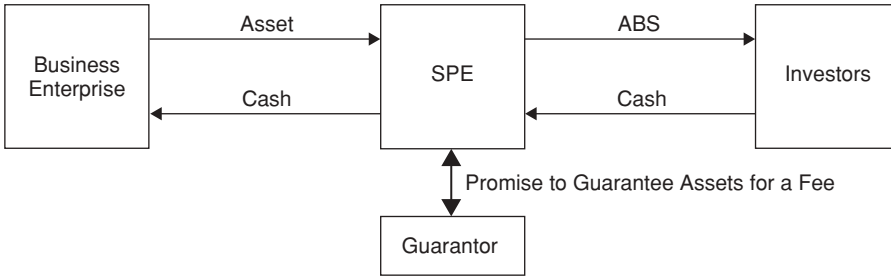 Asset
ABS
Business
Enterprise
SPE
Investors
Cash
Cash
Promise to Guarantee Assets for a Fee
Guarantor